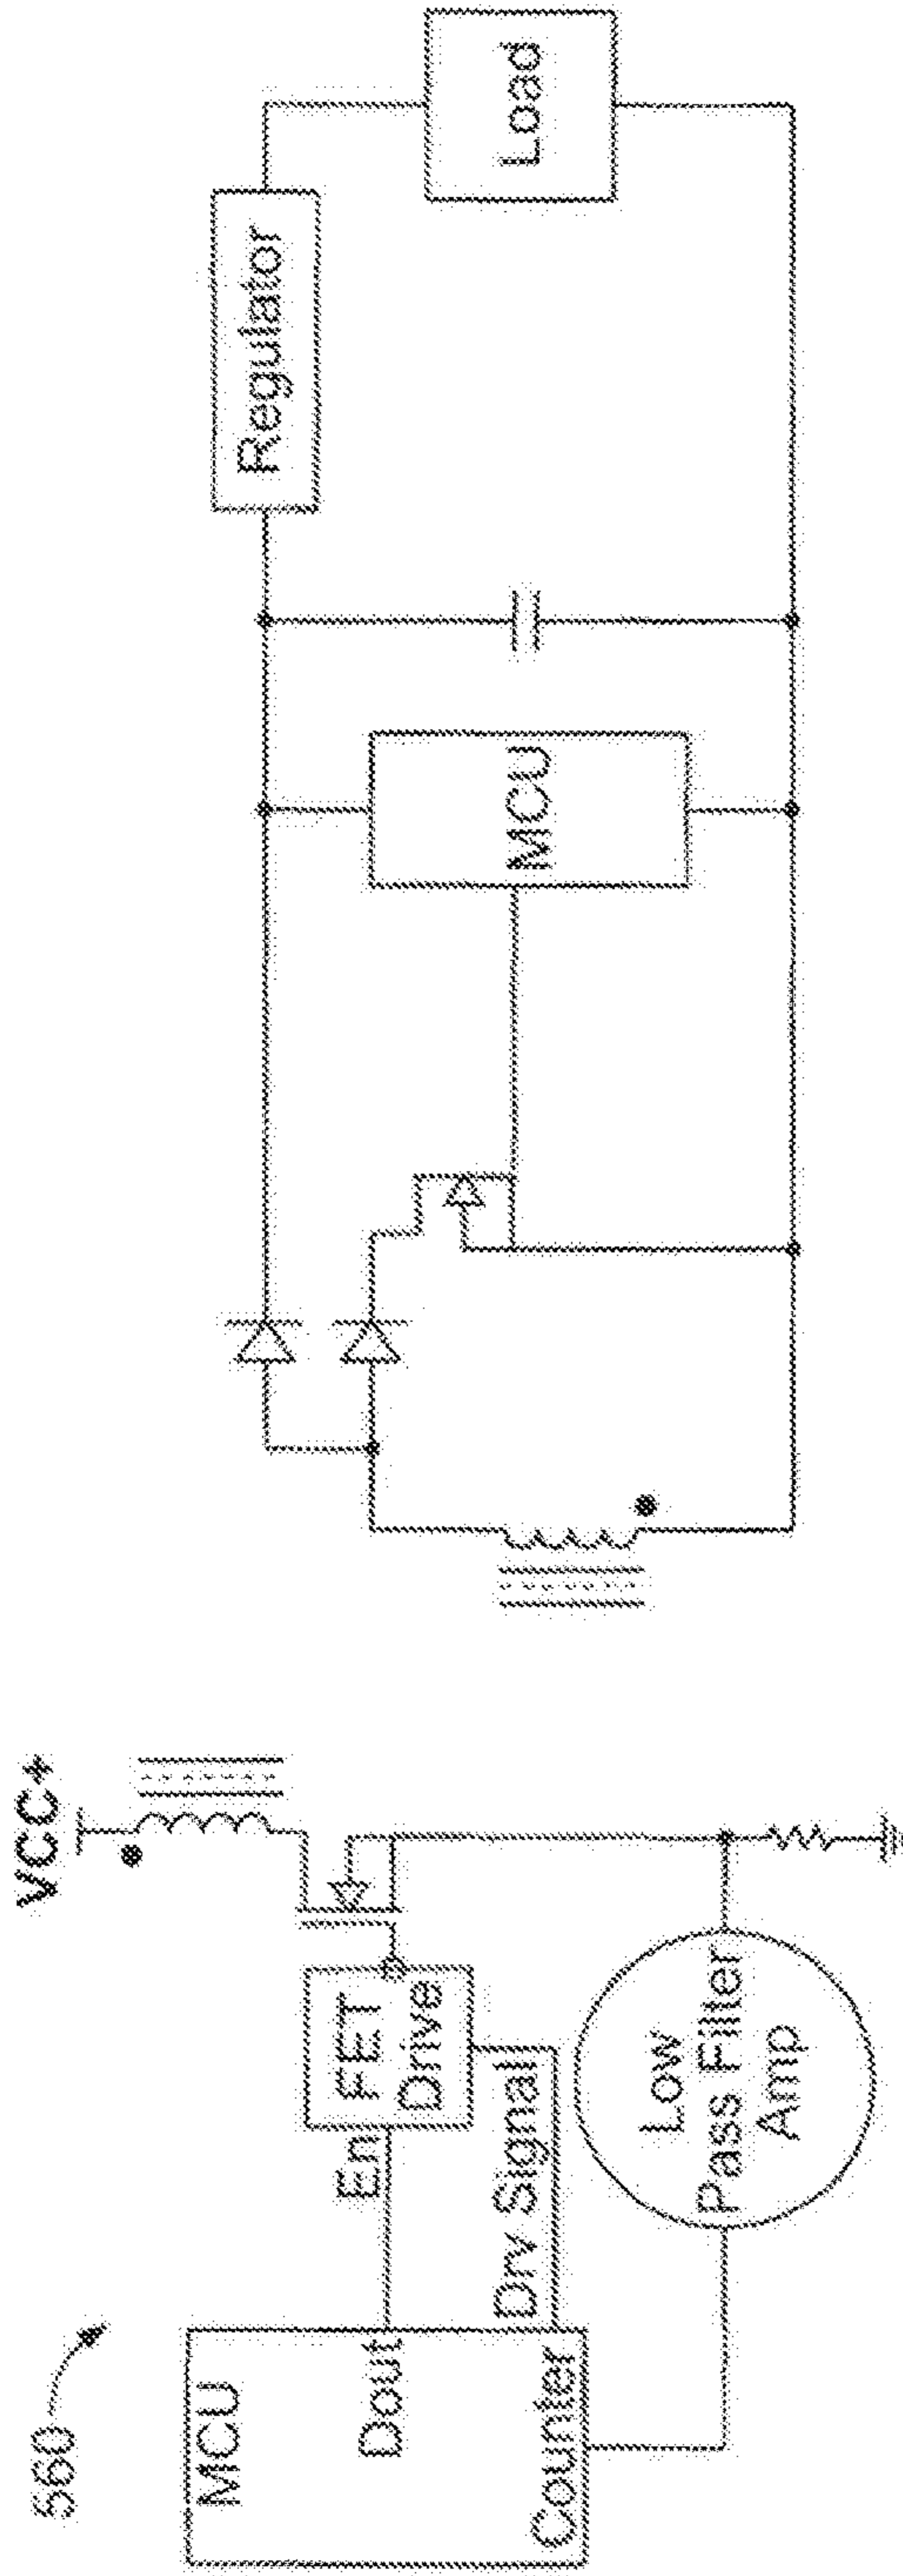 560
MCU
Dout
Counter
En
Drv Signal
FET
Drive
Low
Pass Filter
Amp
VCC+
MCU
Regulator
Load